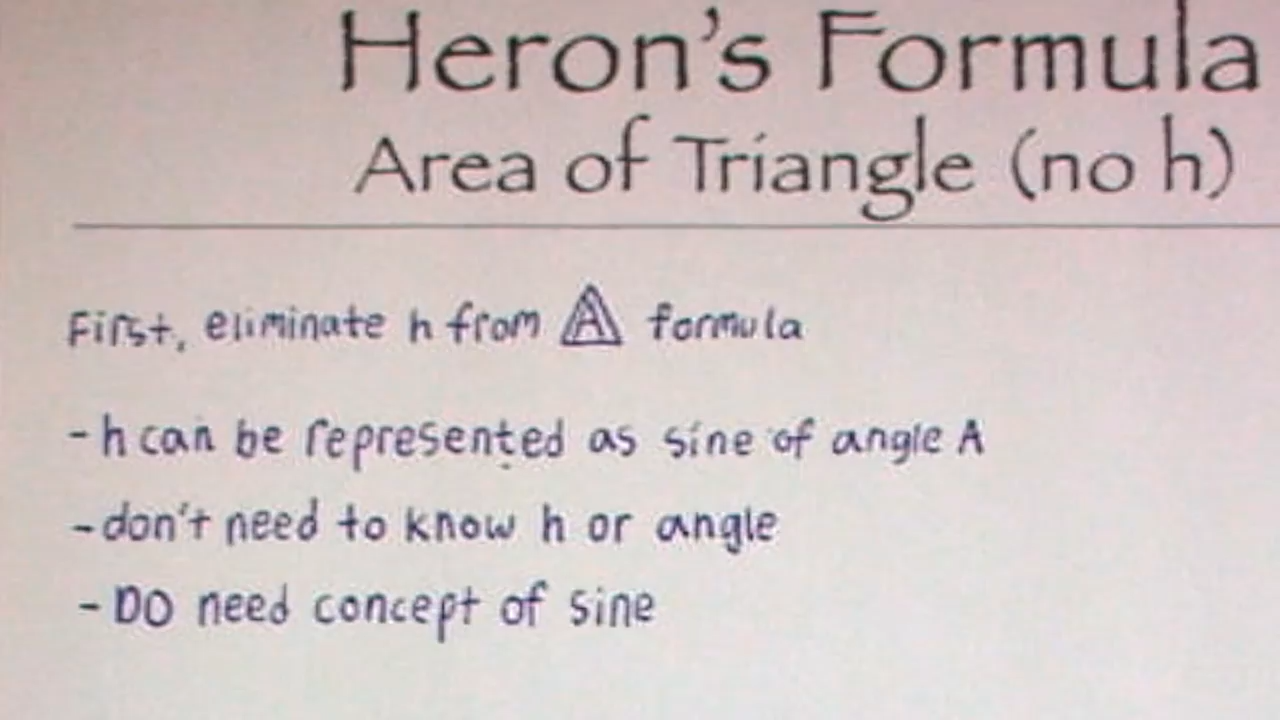 Heron's Formula
Area of Triangle (no h)
First, eliminate h from A formula
- h can be represented as sine of angle A
- don't need to know h or angle
- DO need concept of sine